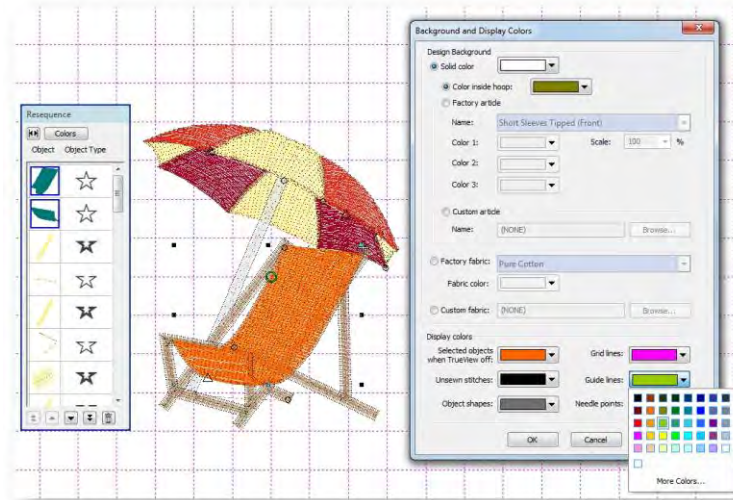 Background and Display Colors
Design Background
Solid color
Color inside hoop:
Factory article
Name: Short Sleeves Tipped (Front)
Color 1: Scale: 100 %
Color 2:
Color 3:
Custom article
Name: (NONE) Browse...
Factory fabric: Pure Cotton
Fabric color:
Custom fabric: (NONE) Browse...
Display colors
Selected objects when TrueView off: Grid lines:
Unsewn stitches: Guide lines:
Object shapes: Needle points:
OK Cancel
More Colors...
Resequence
Colors
Object Object Type